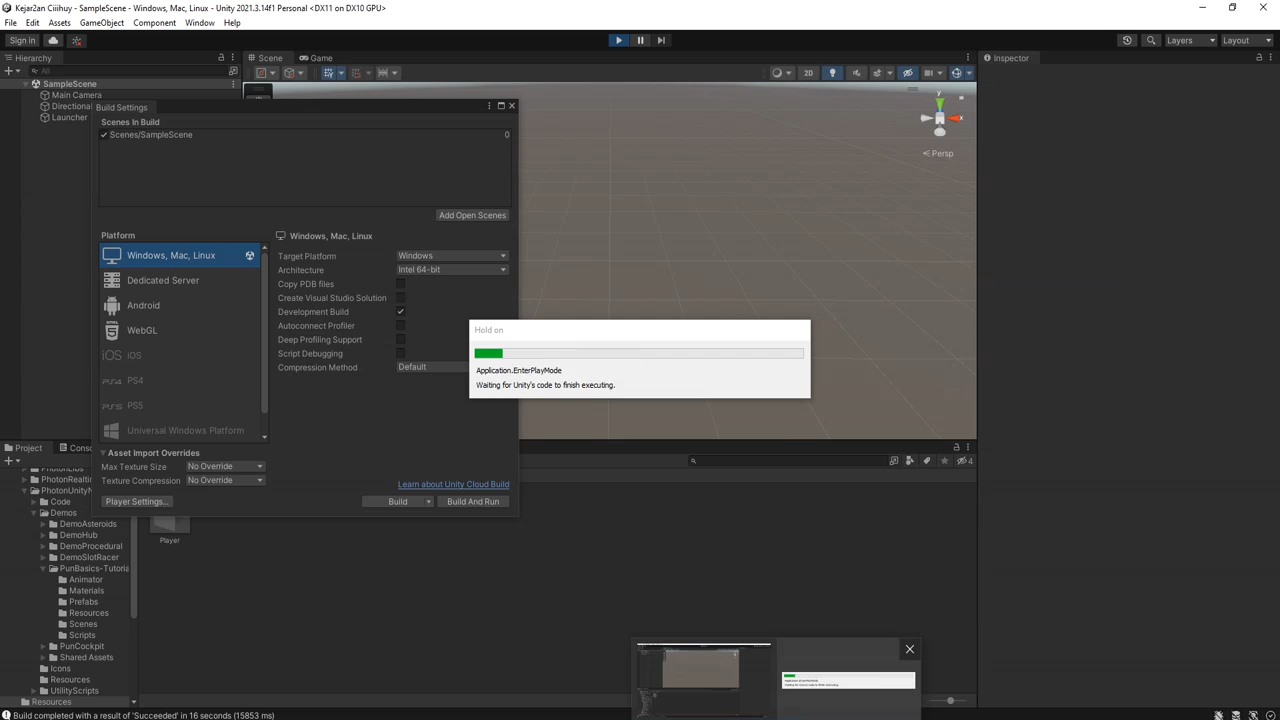 Kejar2an Ciiihuy - SampleScene - Windows, Mac, Linux - Unity 2021.3.14f1 Personal <DX11 on DX10 GPU>
File Edit Assets GameObject Component Window Help
Sign in
Layers Layout
Hierarchy Scene Game Inspector
All
2D
SampleScene
Main Camera
Directional
Launcher
Build Settings
Scenes In Build
Scenes/SampleScene 0
Add Open Scenes
y
x
Persp
Platform
Windows, Mac, Linux
Dedicated Server
Android
WebGL
iOS iOS
PS4
PS5
Universal Windows Platform
Windows, Mac, Linux
Target Platform Windows
Architecture Intel 64-bit
Copy PDB files
Create Visual Studio Solution
Development Build
Autoconnect Profiler
Deep Profiling Support
Script Debugging
Compression Method Default
Hold on
Application.EnterPlayMode
Waiting for Unity's code to finish executing.
Asset Import Overrides
Max Texture Size No Override
Texture Compression No Override
Learn about Unity Cloud Build
Player Settings... Build Build And Run
Project Conso
4
PhotonLibs
PhotonRealtim
PhotonUnityN
Code
Demos
DemoAsteroids
DemoHub
DemoProcedural
DemoSlotRacer
PunBasics-Tutoria
Animator
Materials
Prefabs
Resources
Scenes
Scripts
PunCockpit
Shared Assets
Icons
Resources
UtilityScripts
Resources
Player
Build completed with a result of 'Succeeded' in 16 seconds (15853 ms)